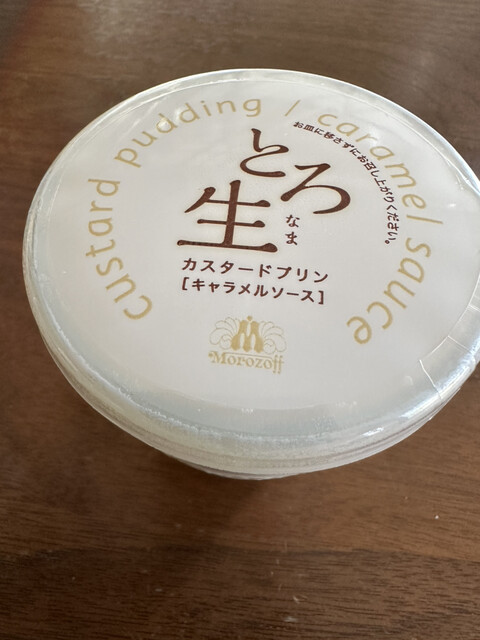 custard pudding / caramel sauce
お皿に移さずにお召し上がりください。
とろ
生
なま
カスタードプリン
[キャラメルソース]
Morozoff